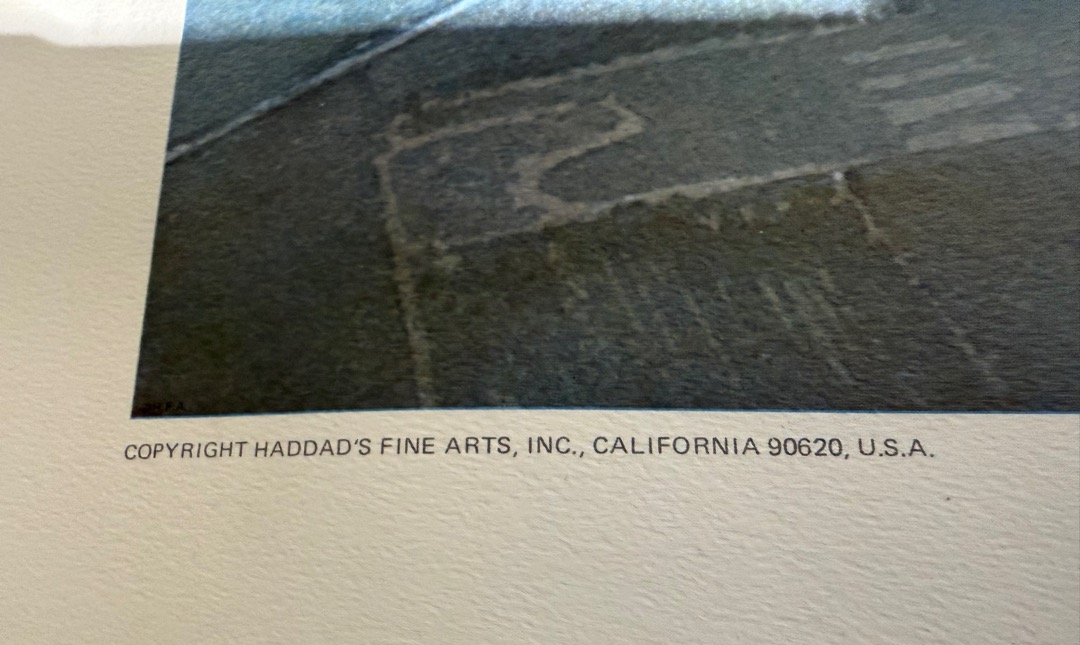 COPYRIGHT HADDAD'S FINE ARTS, INC., CALIFORNIA 90620, U.S.A.